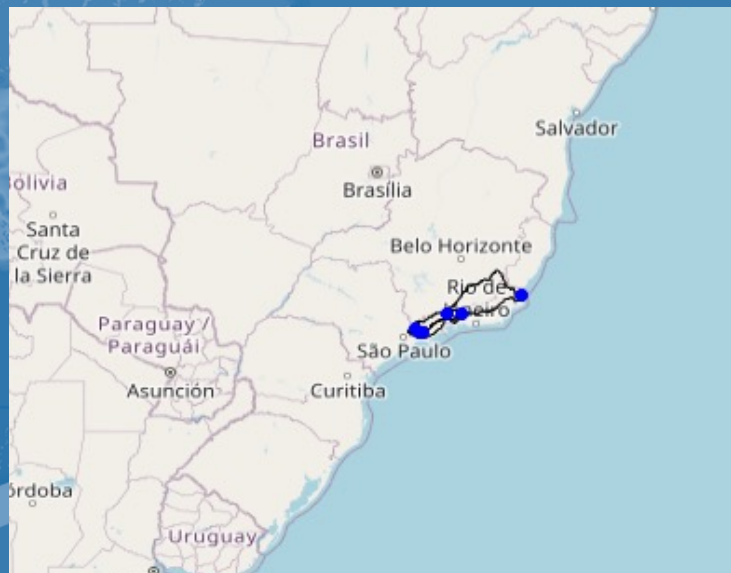 Salvador
Brasil
Brasília
Bolivia
Santa
Cruz de
la Sierra
Belo Horizonte
Rio de
Janeiro
Paraguay /
Paraguái
São Paulo
Asunción
Curitiba
órdoba
Uruguay